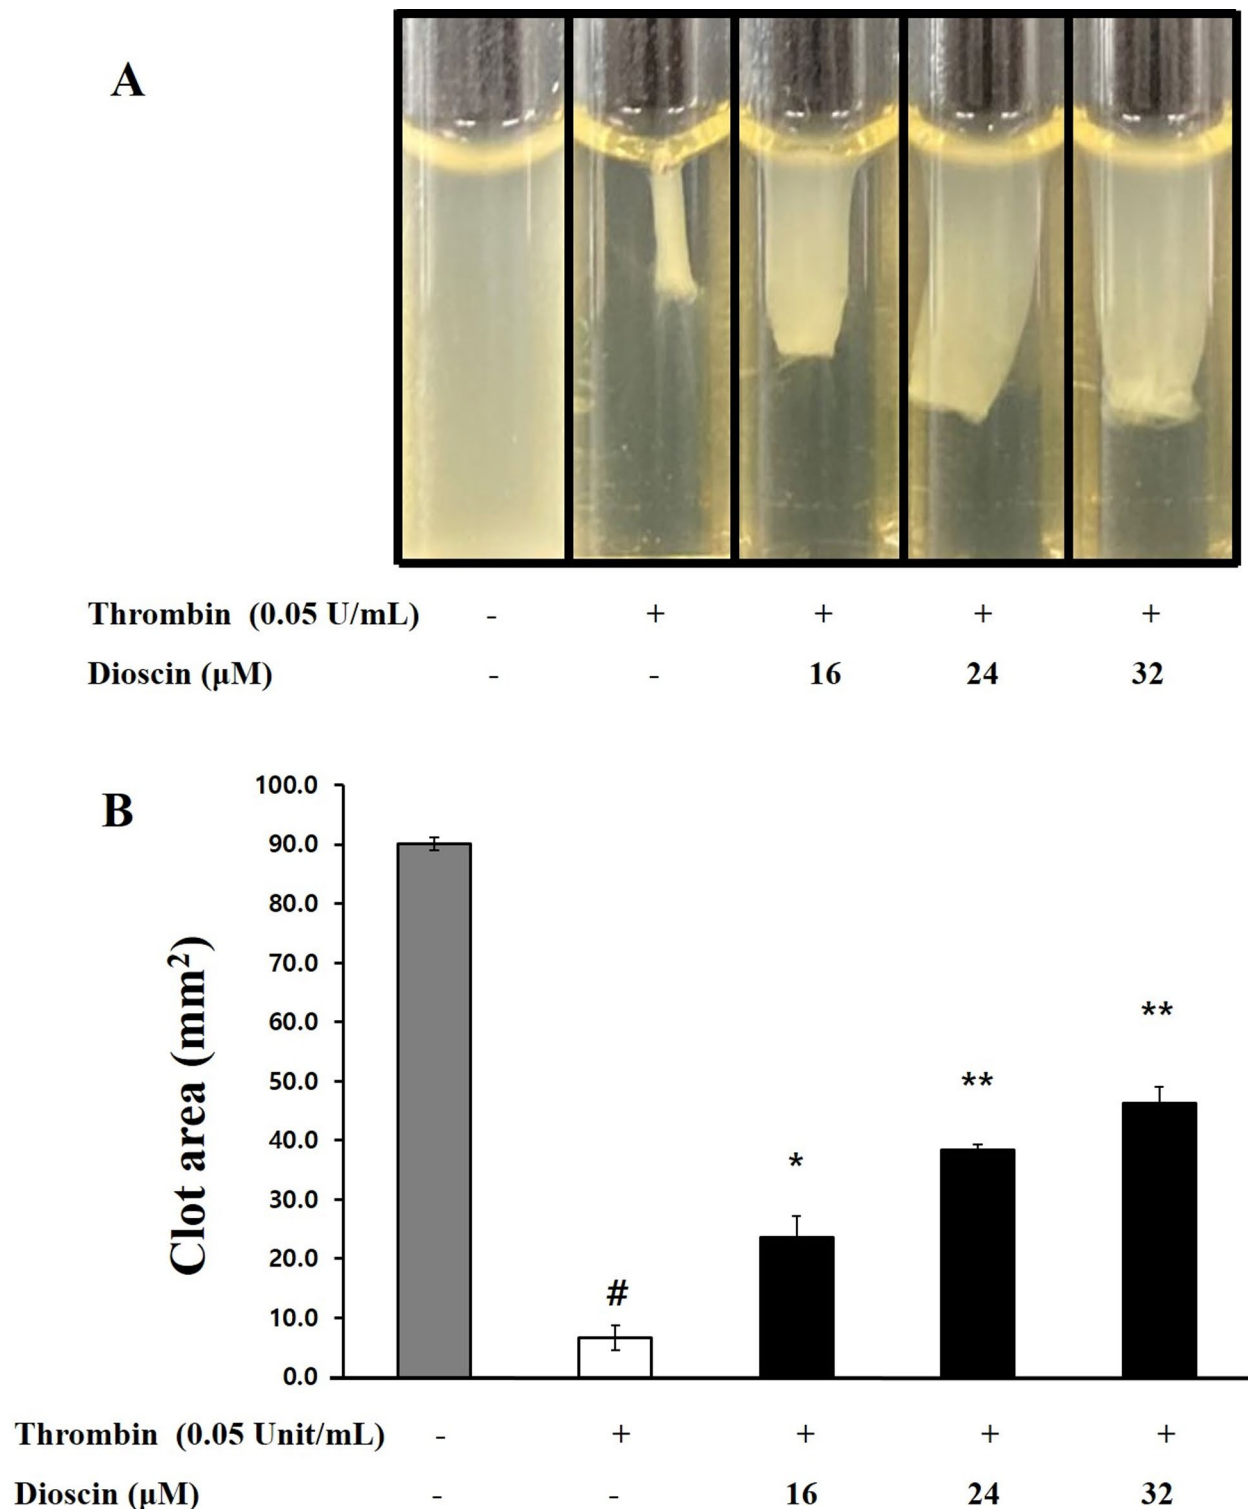 A
Thrombin (0.05 U/mL) - + + + +
Dioscin (μM) - - 16 24 32
B
Clot area (mm²)
100.0
90.0
80.0
70.0
60.0
50.0
40.0
30.0
20.0
10.0
0.0
#
*
**
**
Thrombin (0.05 Unit/mL) - + + + +
Dioscin (μM) - - 16 24 32